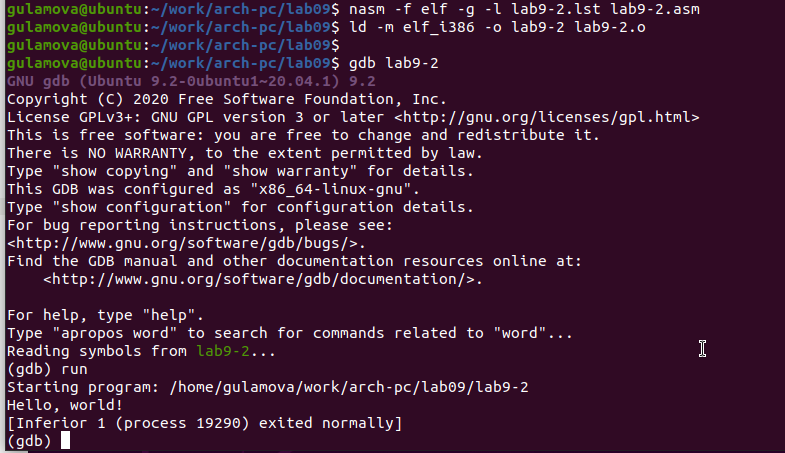 gulamova@ubuntu:~/work/arch-pc/lab09$ nasm -f elf -g -l lab9-2.lst lab9-2.asm
gulamova@ubuntu:~/work/arch-pc/lab09$ ld -m elf_i386 -o lab9-2 lab9-2.o
gulamova@ubuntu:~/work/arch-pc/lab09$
gulamova@ubuntu:~/work/arch-pc/lab09$ gdb lab9-2
GNU gdb (Ubuntu 9.2-0ubuntu1~20.04.1) 9.2
Copyright (C) 2020 Free Software Foundation, Inc.
License GPLv3+: GNU GPL version 3 or later <http://gnu.org/licenses/gpl.html>
This is free software: you are free to change and redistribute it.
There is NO WARRANTY, to the extent permitted by law.
Type "show copying" and "show warranty" for details.
This GDB was configured as "x86_64-linux-gnu".
Type "show configuration" for configuration details.
For bug reporting instructions, please see:
<http://www.gnu.org/software/gdb/bugs/>.
Find the GDB manual and other documentation resources online at:
    <http://www.gnu.org/software/gdb/documentation/>.

For help, type "help".
Type "apropos word" to search for commands related to "word"...
Reading symbols from lab9-2...
(gdb) run
Starting program: /home/gulamova/work/arch-pc/lab09/lab9-2
Hello, world!
[Inferior 1 (process 19290) exited normally]
(gdb)